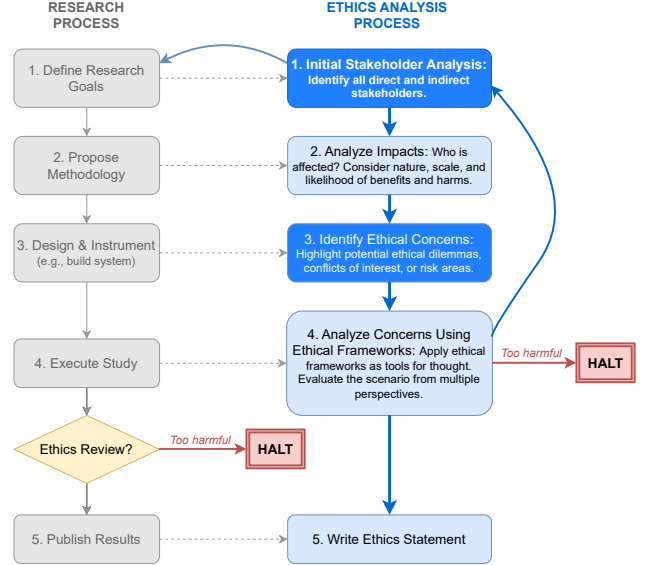 RESEARCH
PROCESS
ETHICS ANALYSIS
PROCESS
1. Define Research
Goals
1. Initial Stakeholder Analysis:
Identify all direct and indirect
stakeholders.
2. Propose
Methodology
2. Analyze Impacts: Who is
affected? Consider nature, scale, and
likelihood of benefits and harms.
3. Design & Instrument
(e.g., build system)
3. Identify Ethical Concerns:
Highlight potential ethical dilemmas,
conflicts of interest, or risk areas.
4. Execute Study
4. Analyze Concerns Using
Ethical Frameworks: Apply ethical
frameworks as tools for thought.
Evaluate the scenario from multiple
perspectives.
Too harmful
HALT
Ethics Review?
Too harmful
HALT
5. Publish Results
5. Write Ethics Statement